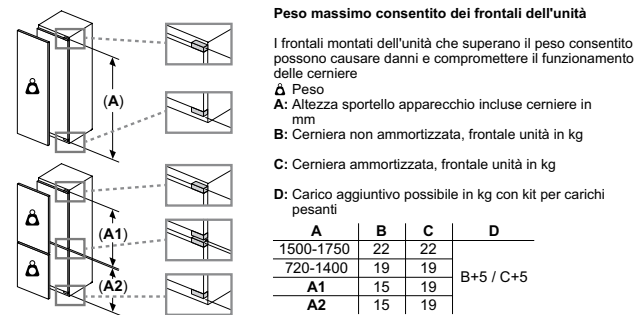 (A)
(A1)
(A2)
Peso massimo consentito dei frontali dell'unità
I frontali montati dell'unità che superano il peso consentito
possono causare danni e compromettere il funzionamento
delle cerniere
Peso
A: Altezza sportello apparecchio incluse cerniere in
mm
B: Cerniera non ammortizzata, frontale unità in kg
C: Cerniera ammortizzata, frontale unità in kg
D: Carico aggiuntivo possibile in kg con kit per carichi
pesanti
A B C D
1500-1750 22 22
720-1400 19 19
B+5 / C+5
A1 15 19
A2 15 19